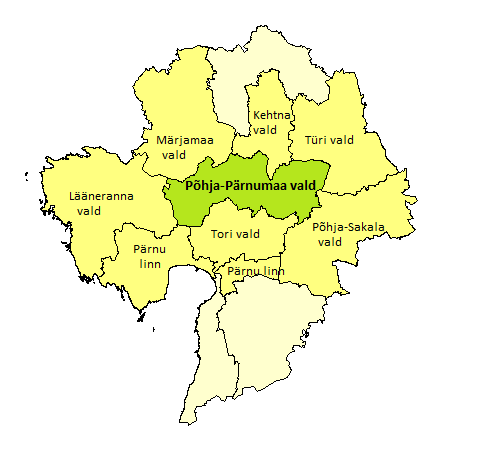 Kehtna
vald
Märjamaa
vald
Türi vald
Põhja-Pärnumaa vald
Lääneranna
vald
Põhja-Sakala
vald
Tori vald
Pärnu
linn
Pärnu linn